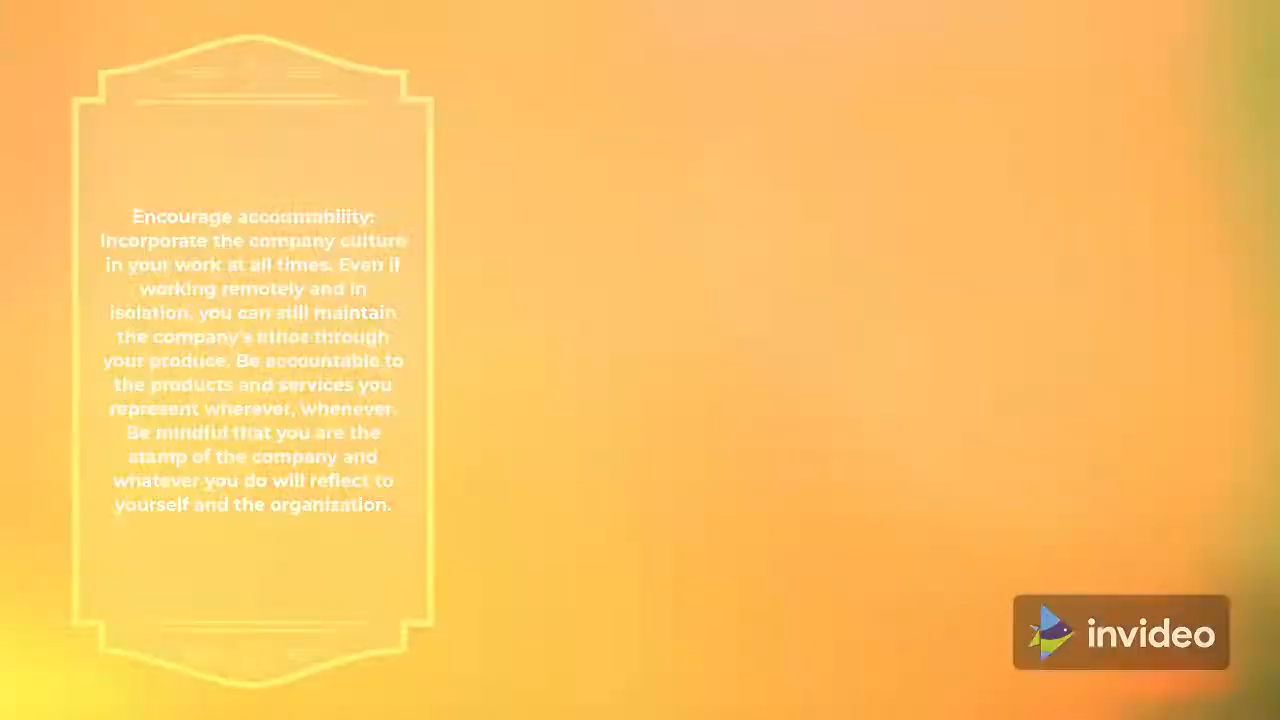 Encourage accountability:
Incorporate the company culture
in your work at all times. Even if
working remotely and in
isolation, you can still maintain
the company's ethos through
your produce. Be accountable to
the products and services you
represent wherever, whenever.
Be mindful that you are the
stamp of the company and
whatever you do will reflect to
yourself and the organization.
invideo